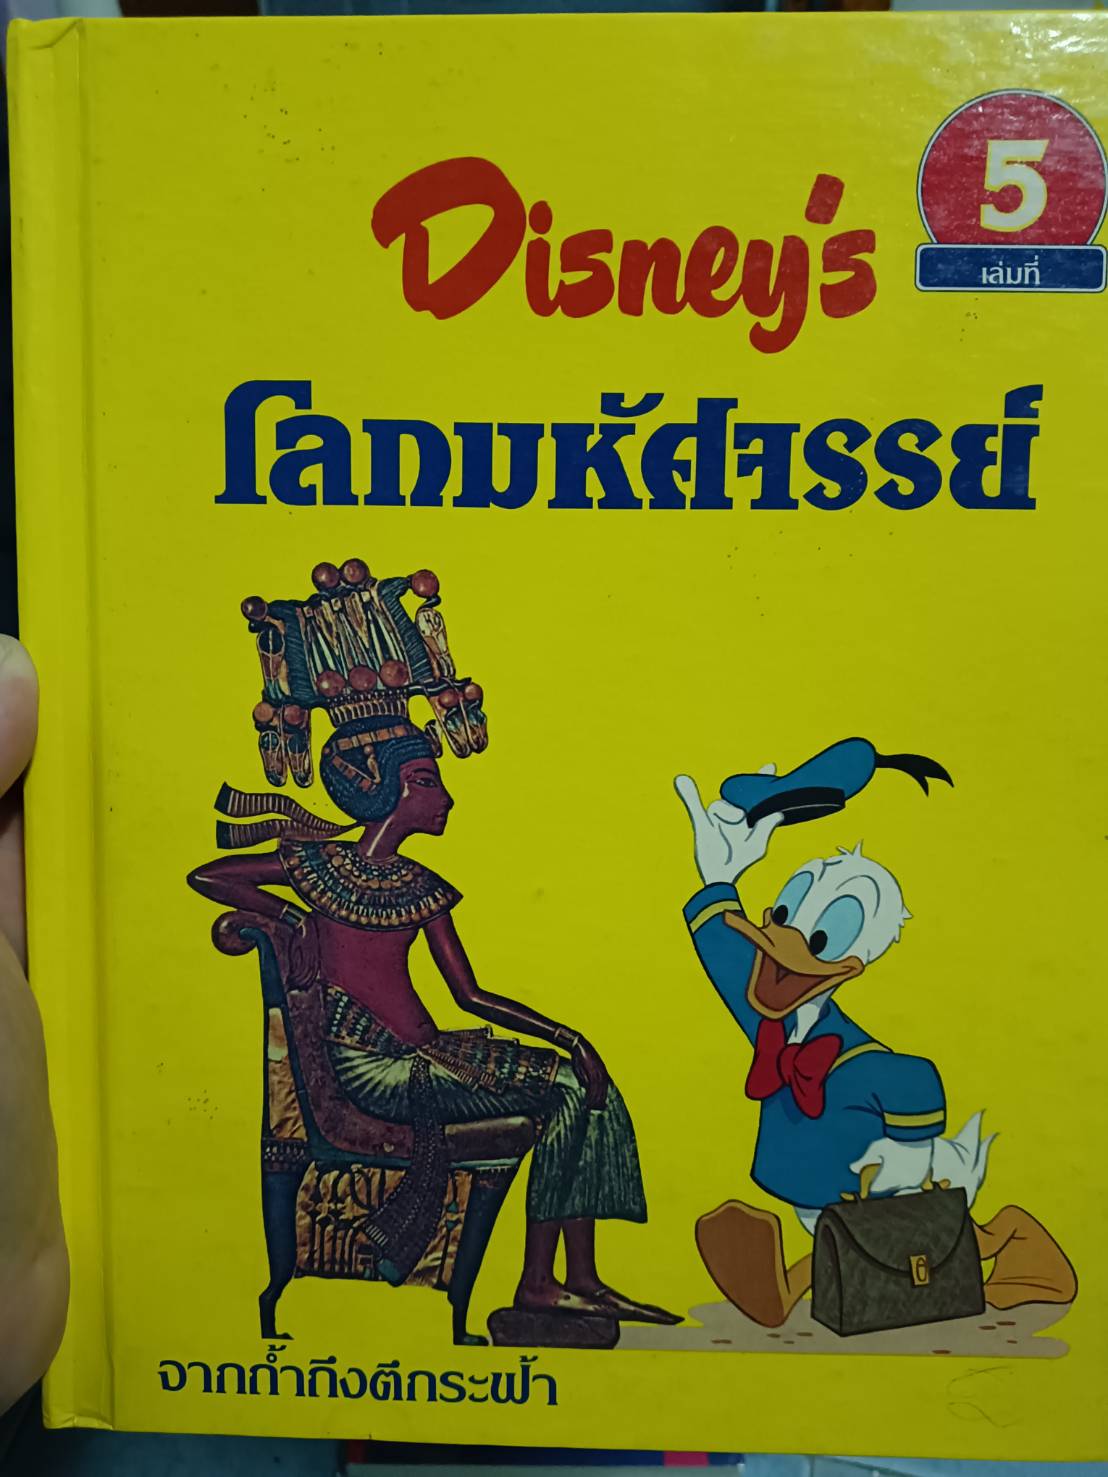 5
เล่มที่
Disney's
โลกมหัศจรรย์
จากถ้ำถึงตึกระฟ้า